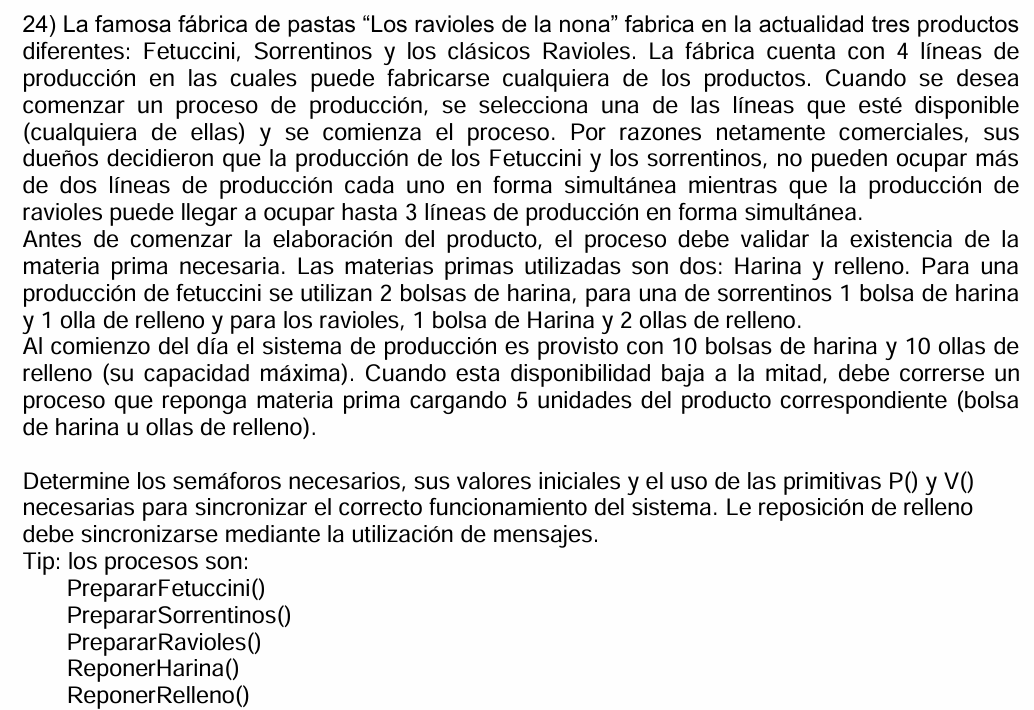 24) La famosa fábrica de pastas “Los ravioles de la nona” fabrica en la actualidad tres productos
diferentes: Fetuccini, Sorrentinos y los clásicos Ravioles. La fábrica cuenta con 4 líneas de
producción en las cuales puede fabricarse cualquiera de los productos. Cuando se desea
comenzar un proceso de producción, se selecciona una de las líneas que esté disponible
(cualquiera de ellas) y se comienza el proceso. Por razones netamente comerciales, sus
dueños decidieron que la producción de los Fetuccini y los sorrentinos, no pueden ocupar más
de dos líneas de producción cada uno en forma simultánea mientras que la producción de
ravioles puede llegar a ocupar hasta 3 líneas de producción en forma simultánea.
Antes de comenzar la elaboración del producto, el proceso debe validar la existencia de la
materia prima necesaria. Las materias primas utilizadas son dos: Harina y relleno. Para una
producción de fetuccini se utilizan 2 bolsas de harina, para una de sorrentinos 1 bolsa de harina
y 1 olla de relleno y para los ravioles, 1 bolsa de Harina y 2 ollas de relleno.
Al comienzo del día el sistema de producción es provisto con 10 bolsas de harina y 10 ollas de
relleno (su capacidad máxima). Cuando esta disponibilidad baja a la mitad, debe correrse un
proceso que reponga materia prima cargando 5 unidades del producto correspondiente (bolsa
de harina u ollas de relleno).
Determine los semáforos necesarios, sus valores iniciales y el uso de las primitivas P() y V()
necesarias para sincronizar el correcto funcionamiento del sistema. Le reposición de relleno
debe sincronizarse mediante la utilización de mensajes.
Tip: los procesos son:
PrepararFetuccini()
PrepararSorrentinos()
PrepararRavioles()
ReponerHarina()
ReponerRelleno()